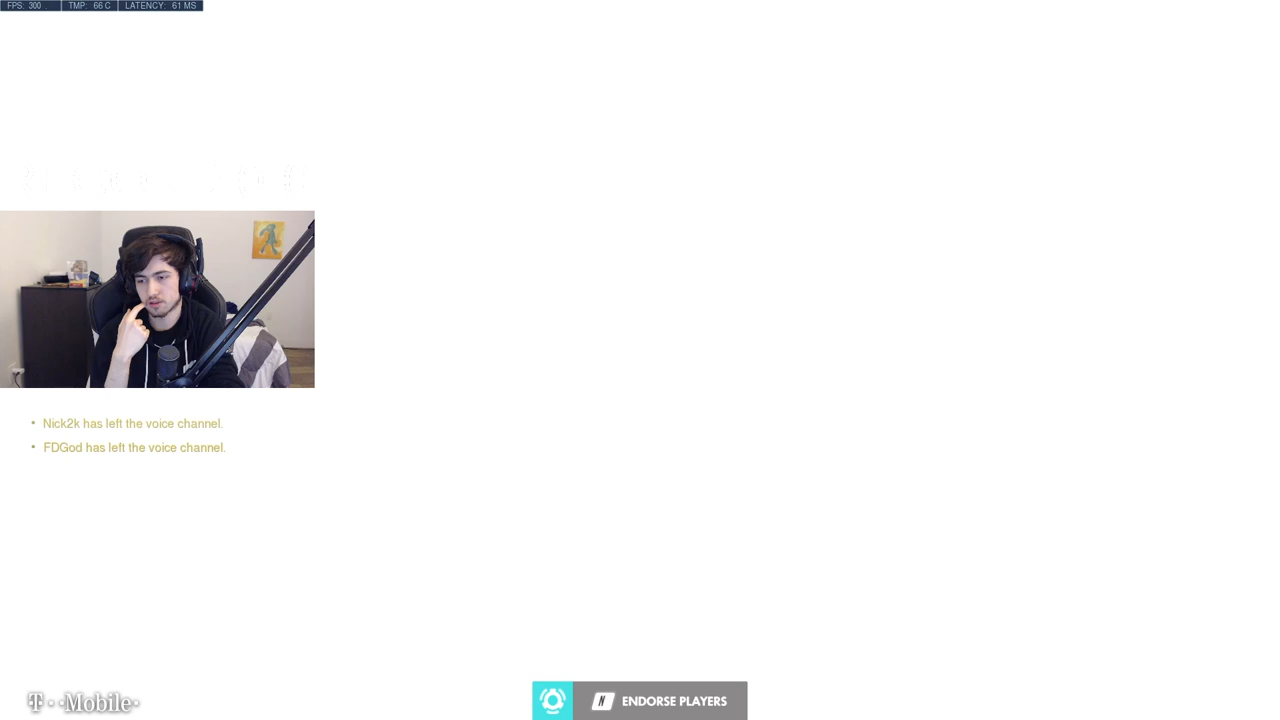 FPS: 300
TMP: 66 C
LATENCY: 61 MS
• Nick2k has left the voice channel.
• FDGod has left the voice channel.
T··Mobile·
N ENDORSE PLAYERS